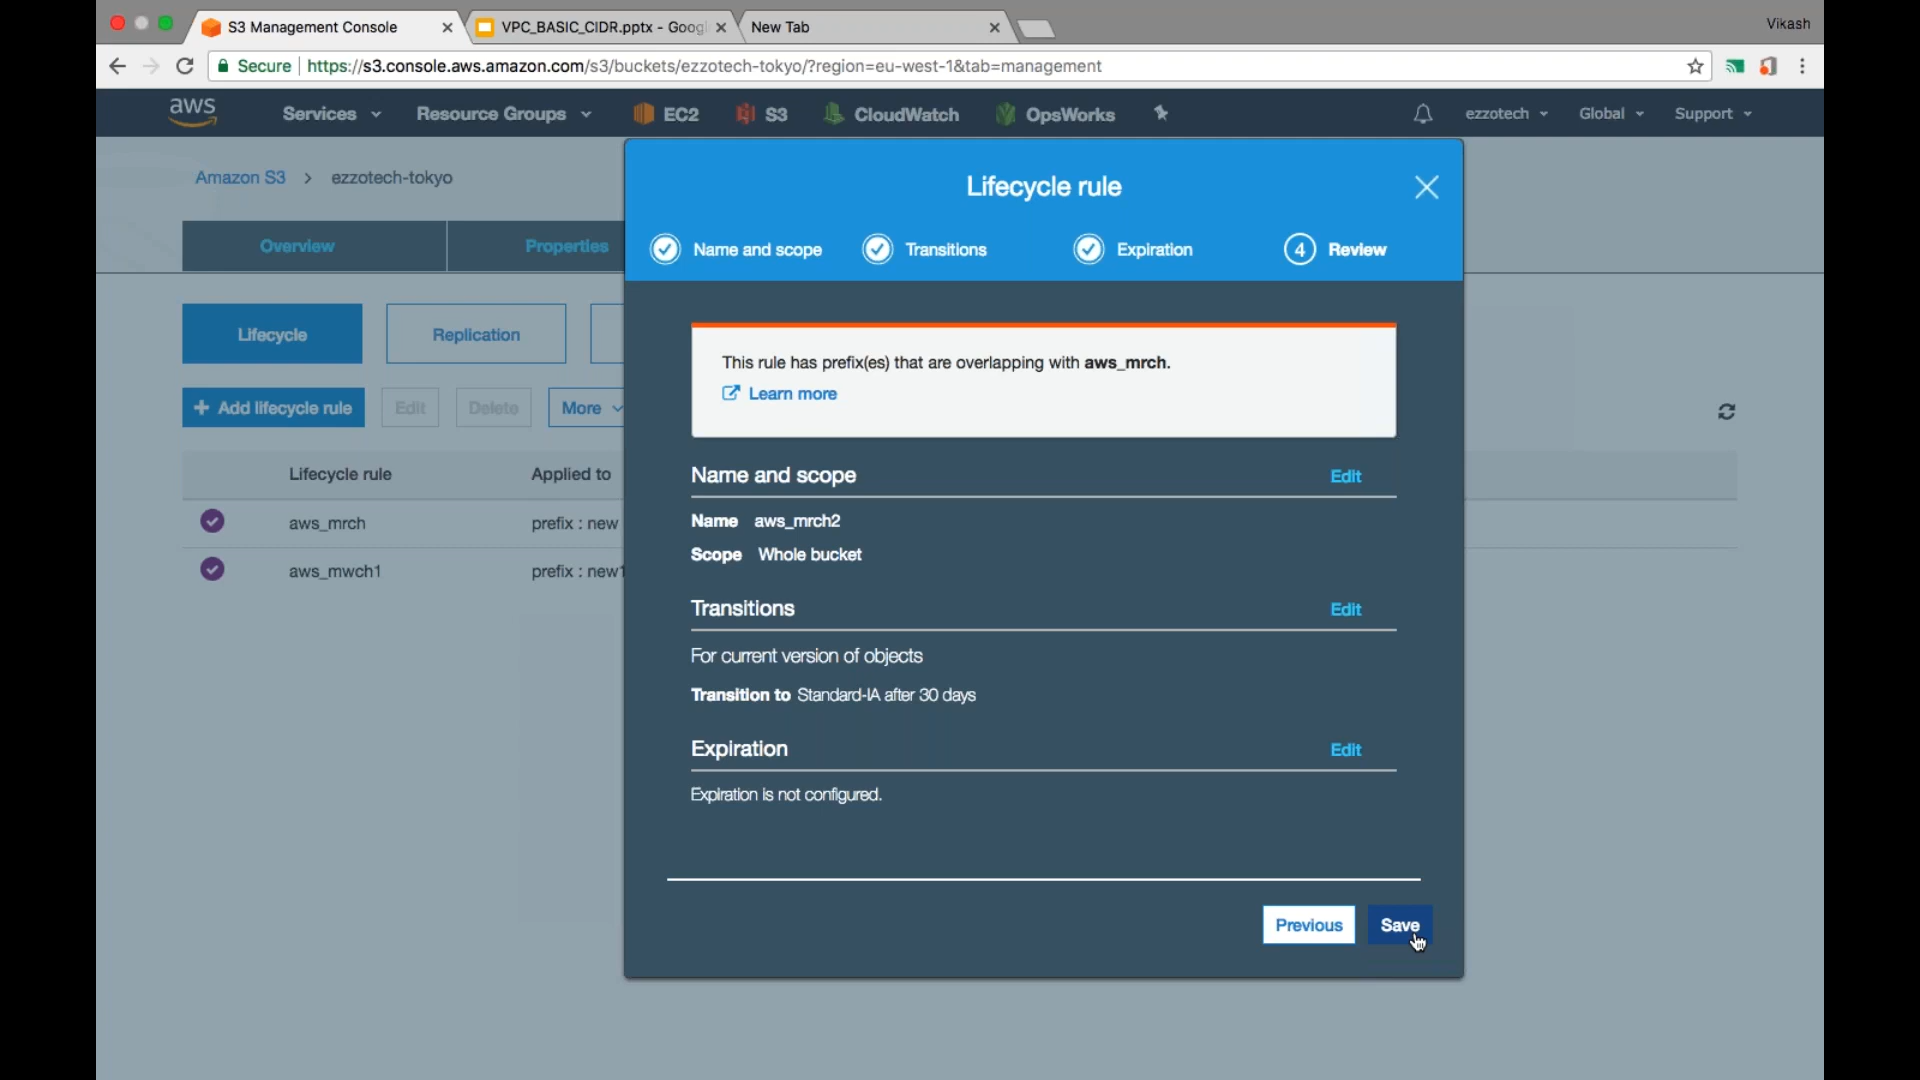 S3 Management Console
VPC_BASIC_CIDR.pptx - Googl
New Tab
Vikash
Secure
https://s3.console.aws.amazon.com/s3/buckets/ezzotech-tokyo/?region=eu-west-1&tab=management
aws
Services
Resource Groups
EC2
S3
CloudWatch
OpsWorks
ezzotech
Global
Support
Amazon S3
ezzotech-tokyo
Overview
Properties
Lifecycle
Replication
+ Add lifecycle rule
Edit
Delete
More
Lifecycle rule
Applied to
aws_mrch
prefix : new
aws_mwch1
prefix : new1
Lifecycle rule
Name and scope
Transitions
Expiration
4 Review
This rule has prefix(es) that are overlapping with aws_mrch.
Learn more
Name and scope
Edit
Name aws_mrch2
Scope Whole bucket
Transitions
Edit
For current version of objects
Transition to Standard-IA after 30 days
Expiration
Edit
Expiration is not configured.
Previous
Save